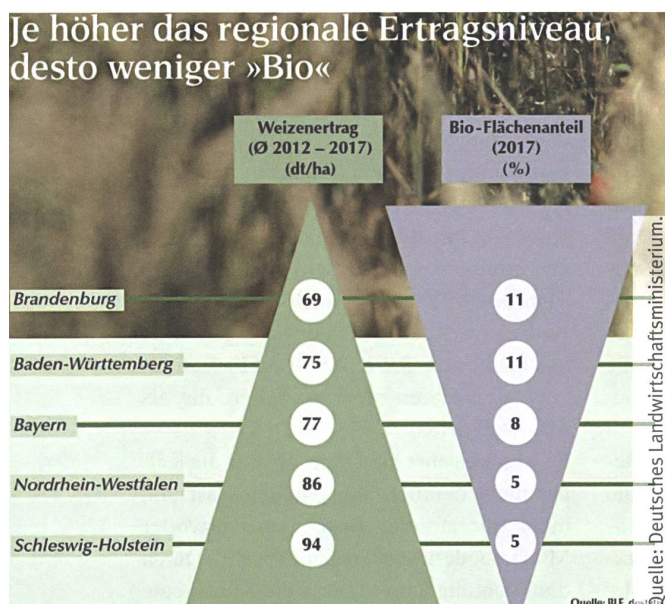 Je höher das regionale Ertragsniveau,
desto weniger »Bio«
Weizenertrag
(Ø 2012 – 2017)
(dt/ha)
Bio-Flächenanteil
(2017)
(%)
Brandenburg 69 11
Baden-Württemberg 75 11
Bayern 77 8
Nordrhein-Westfalen 86 5
Schleswig-Holstein 94 5
Quelle: Deutsches Landwirtschaftsministerium.
Quelle: BLE,